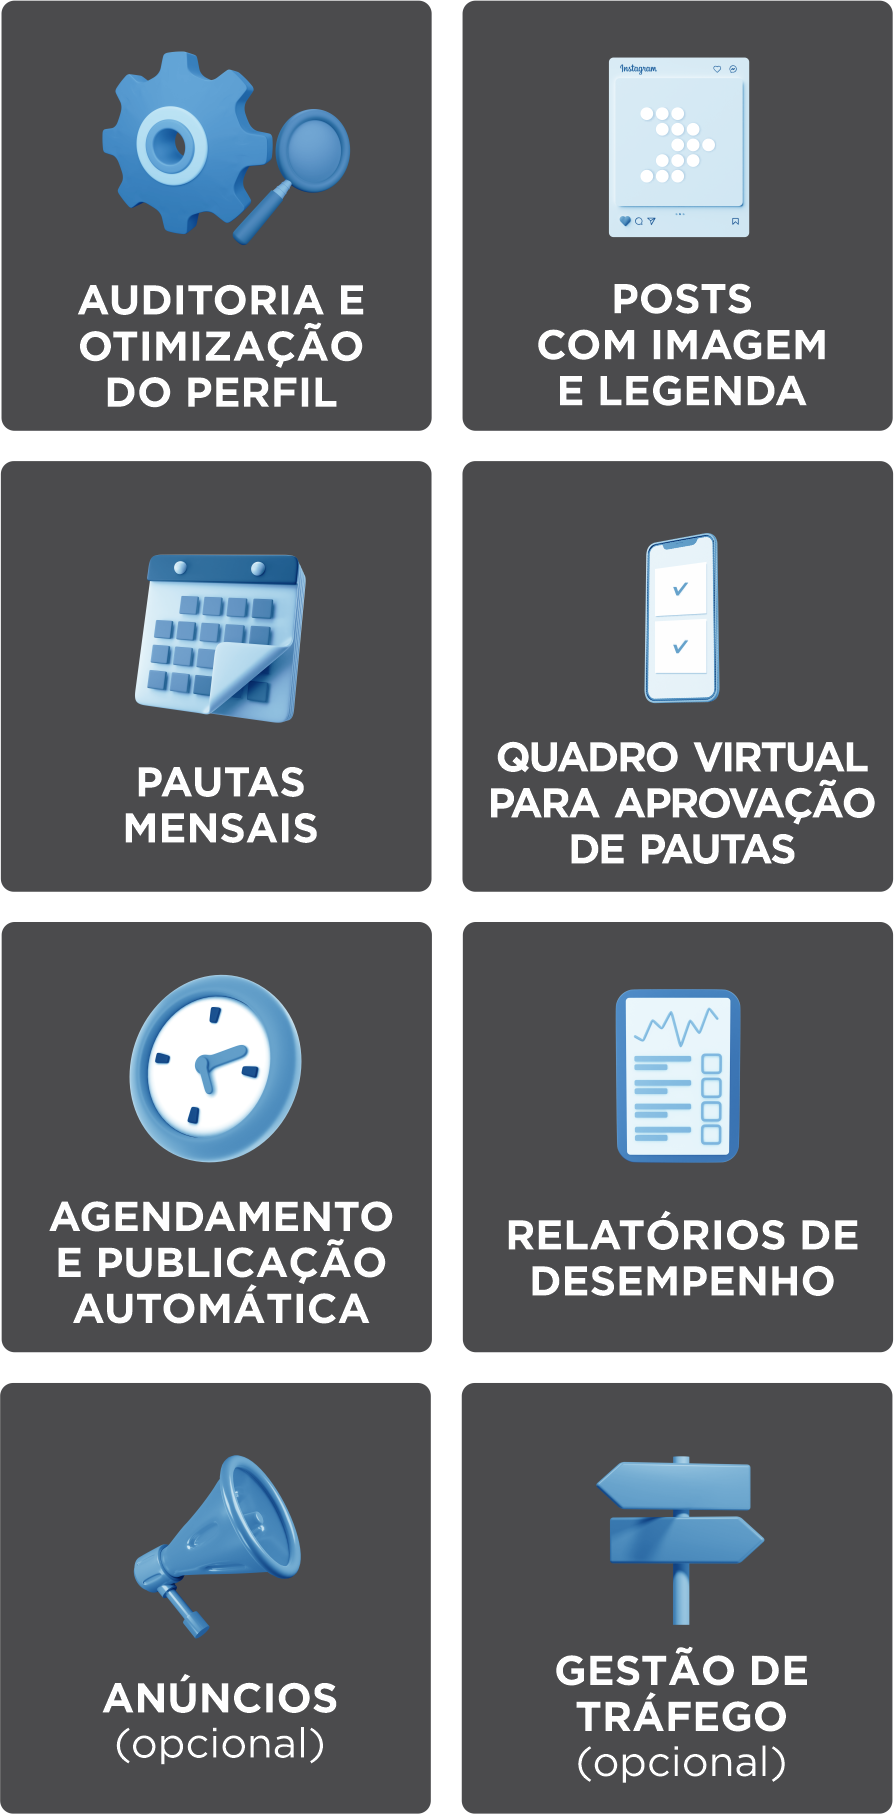 AUDITORIA E
OTIMIZAÇÃO
DO PERFIL
Instagram
POSTS
COM IMAGEM
E LEGENDA
PAUTAS
MENSAIS
QUADRO VIRTUAL
PARA APROVAÇÃO
DE PAUTAS
AGENDAMENTO
E PUBLICAÇÃO
AUTOMÁTICA
RELATÓRIOS DE
DESEMPENHO
ANÚNCIOS
(opcional)
GESTÃO DE
TRÁFEGO
(opcional)